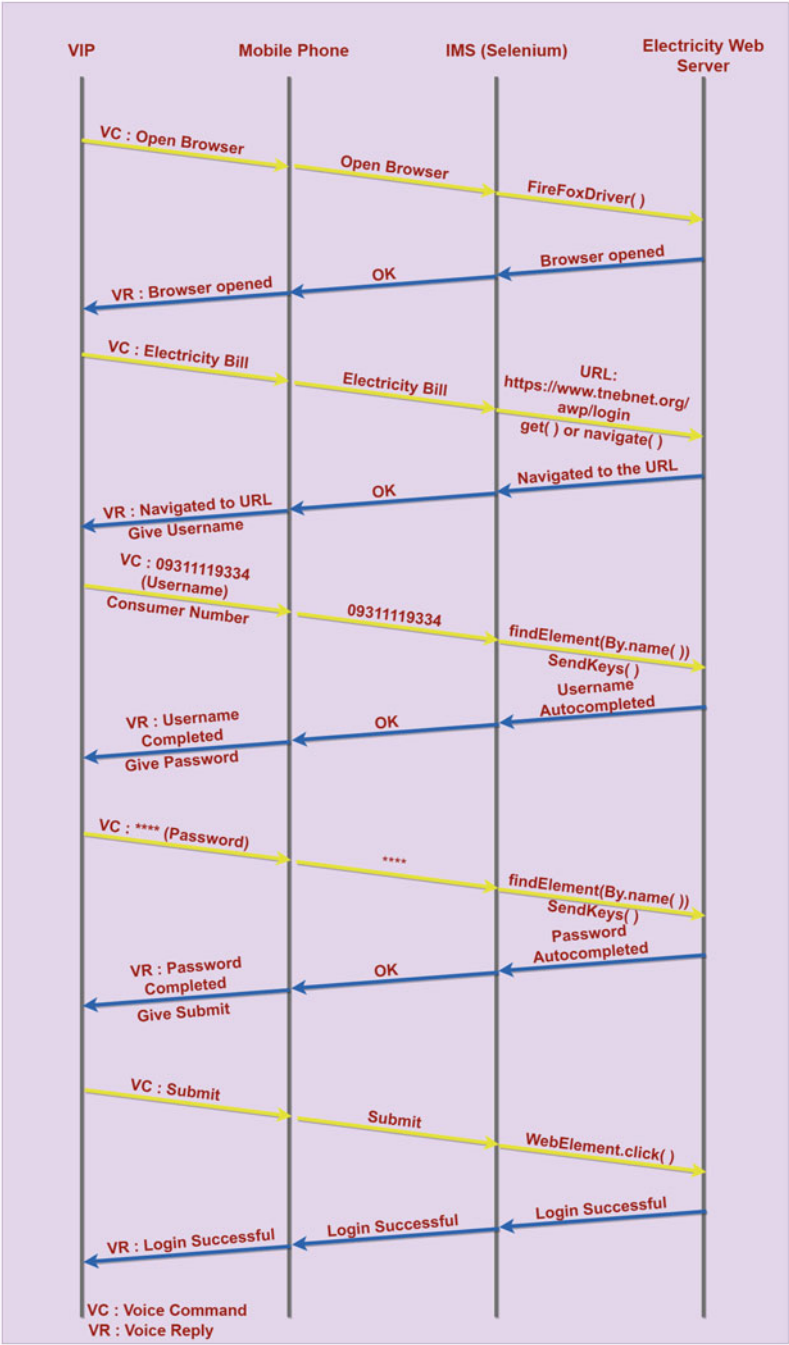 VIP
Mobile Phone
IMS (Selenium)
Electricity Web
Server
VC : Open Browser
Open Browser
FireFoxDriver( )
Browser opened
OK
VR : Browser opened
VC : Electricity Bill
Electricity Bill
URL:
https://www.tnebnet.org/
awp/login
get( ) or navigate( )
Navigated to the URL
OK
VR : Navigated to URL
Give Username
VC : 09311119334
(Username)
Consumer Number
09311119334
findElement(By.name( ))
SendKeys( )
Username
Autocompleted
OK
VR : Username
Completed
Give Password
VC : **** (Password)
****
findElement(By.name( ))
SendKeys( )
Password
Autocompleted
OK
VR : Password
Completed
Give Submit
VC : Submit
Submit
WebElement.click( )
Login Successful
Login Successful
VR : Login Successful
VC : Voice Command
VR : Voice Reply